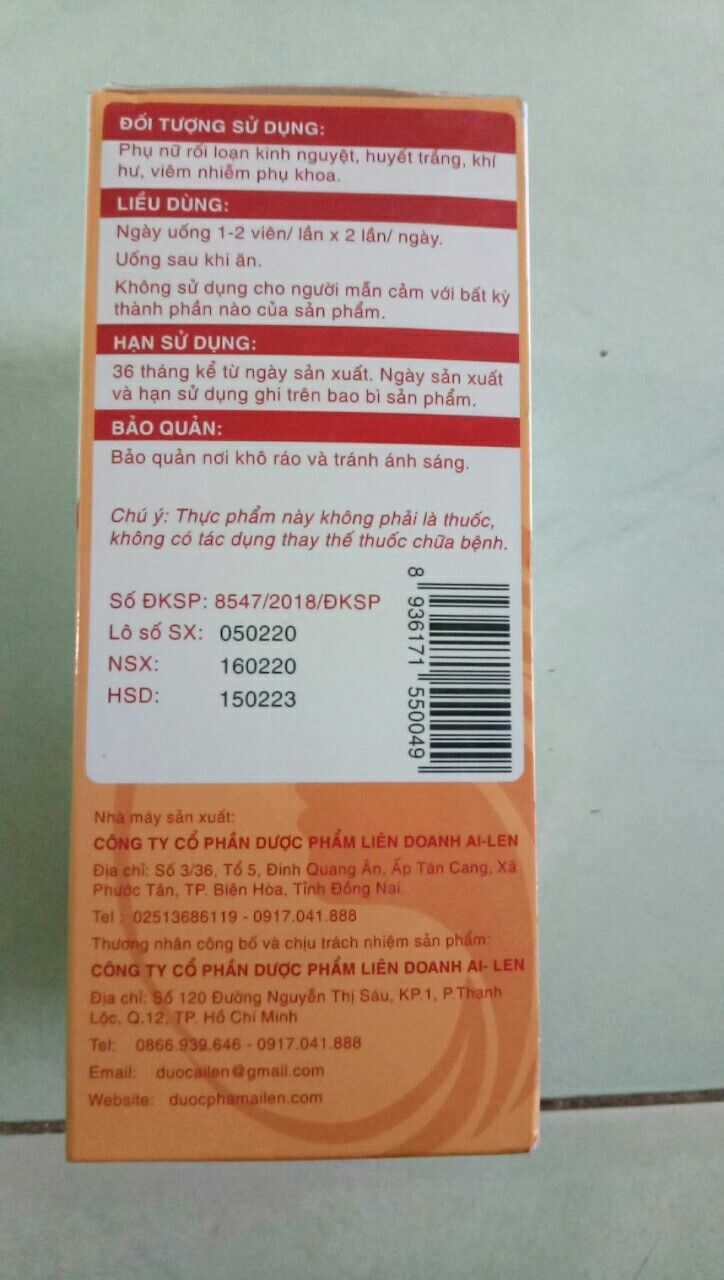 ĐỐI TƯỢNG SỬ DỤNG:
Phụ nữ rối loạn kinh nguyệt, huyết trắng, khí
hư, viêm nhiễm phụ khoa.
LIỀU DÙNG:
Ngày uống 1-2 viên/ lần x 2 lần/ ngày.
Uống sau khi ăn.
Không sử dụng cho người mẫn cảm với bất kỳ
thành phần nào của sản phẩm.
HẠN SỬ DỤNG:
36 tháng kể từ ngày sản xuất. Ngày sản xuất
và hạn sử dụng ghi trên bao bì sản phẩm.
BẢO QUẢN:
Bảo quản nơi khô ráo và tránh ánh sáng.
Chú ý: Thực phẩm này không phải là thuốc,
không có tác dụng thay thế thuốc chữa bệnh.
Số ĐKSP: 8547/2018/ĐKSP
Lô số SX: 050220
NSX: 160220
HSD: 150223
8 936171 550049
Nhà máy sản xuất:
CÔNG TY CỔ PHẦN DƯỢC PHẨM LIÊN DOANH AI-LEN
Địa chỉ: Số 3/36, Tổ 5, Đinh Quang Ân, Ấp Tân Cang, Xã
Phước Tân, TP. Biên Hòa, Tỉnh Đồng Nai.
Tel : 02513686119 - 0917.041.888
Thương nhân công bố và chịu trách nhiệm sản phẩm:
CÔNG TY CỔ PHẦN DƯỢC PHẨM LIÊN DOANH AI- LEN
Địa chỉ: Số 120 Đường Nguyễn Thị Sáu, KP.1, P.Thạnh
Lộc, Q.12, TP. Hồ Chí Minh
Tel: 0866.939.646 - 0917.041.888
Email: duocailen@gmail.com
Website: duocphamailen.com